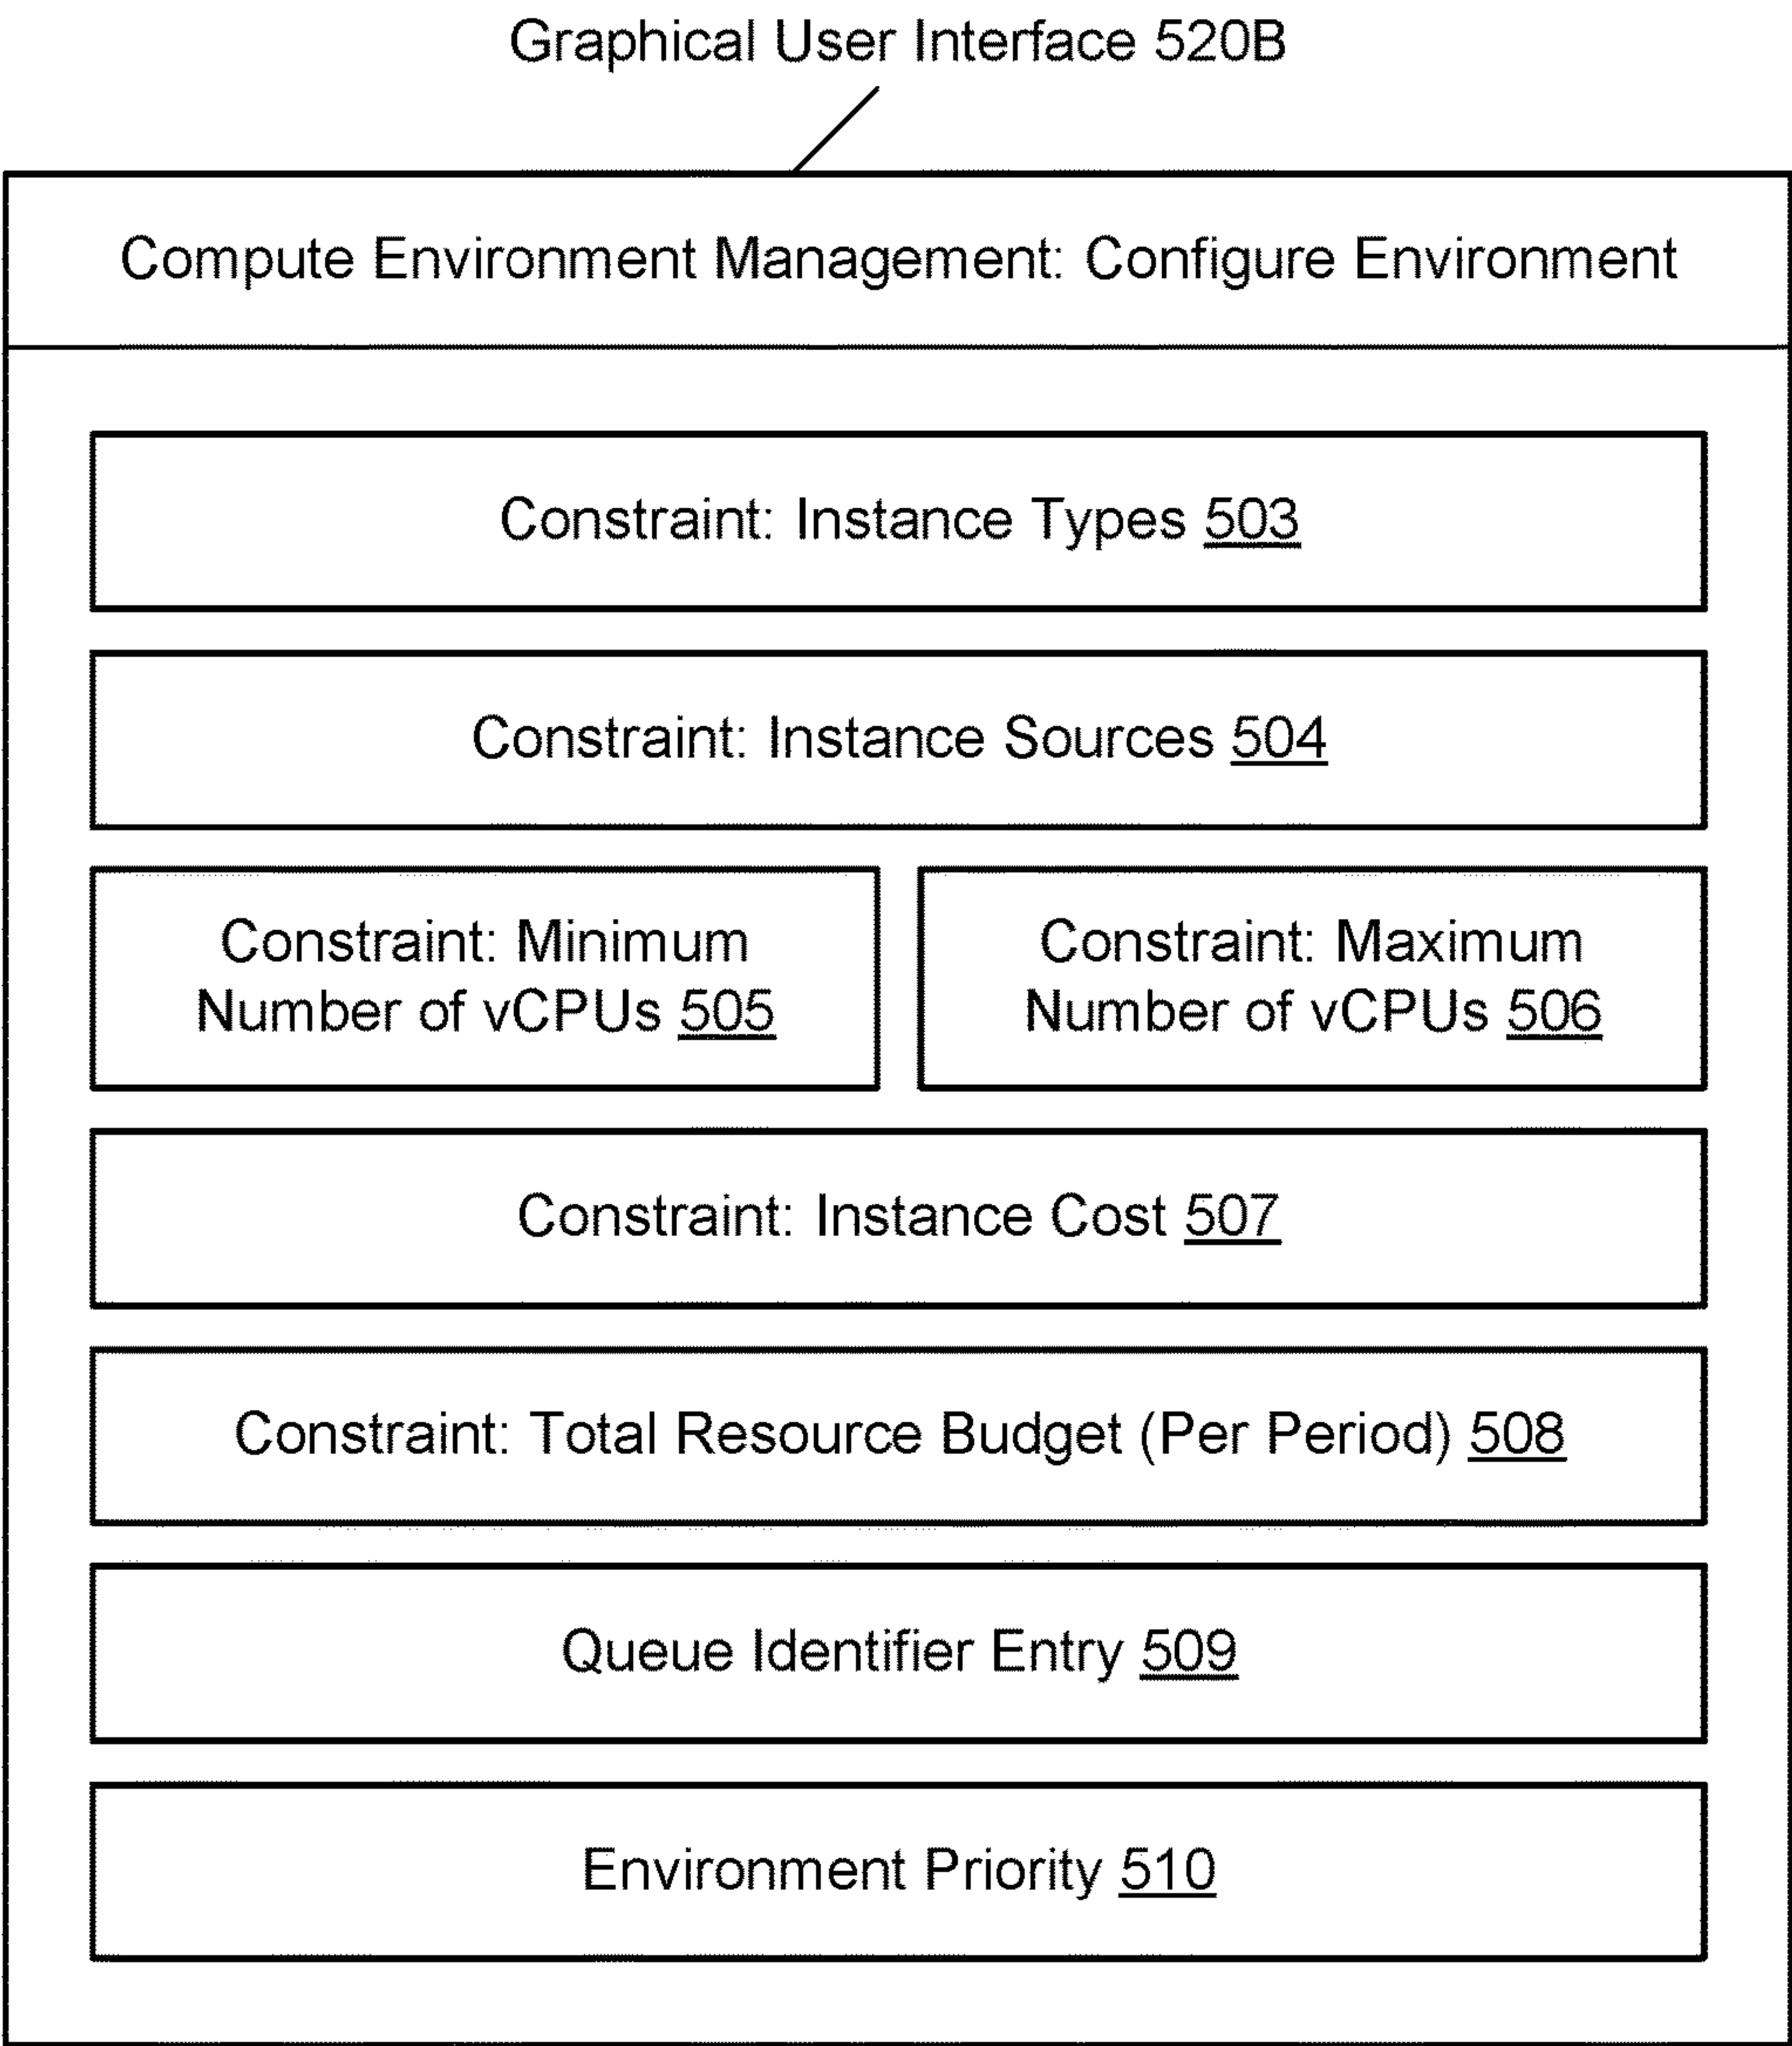 Graphical User Interface 520B
Compute Environment Management: Configure Environment
Constraint: Instance Types 503
Constraint: Instance Sources 504
Constraint: Minimum
Number of vCPUs 505
Constraint: Maximum
Number of vCPUs 506
Constraint: Instance Cost 507
Constraint: Total Resource Budget (Per Period) 508
Queue Identifier Entry 509
Environment Priority 510